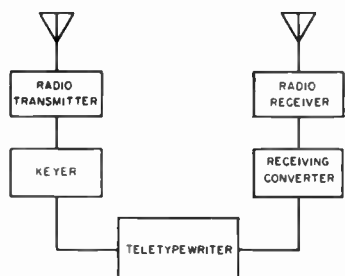 RADIO
TRANSMITTER
RADIO
RECEIVER
KEYER
RECEIVING
CONVERTER
TELETYPEWRITER